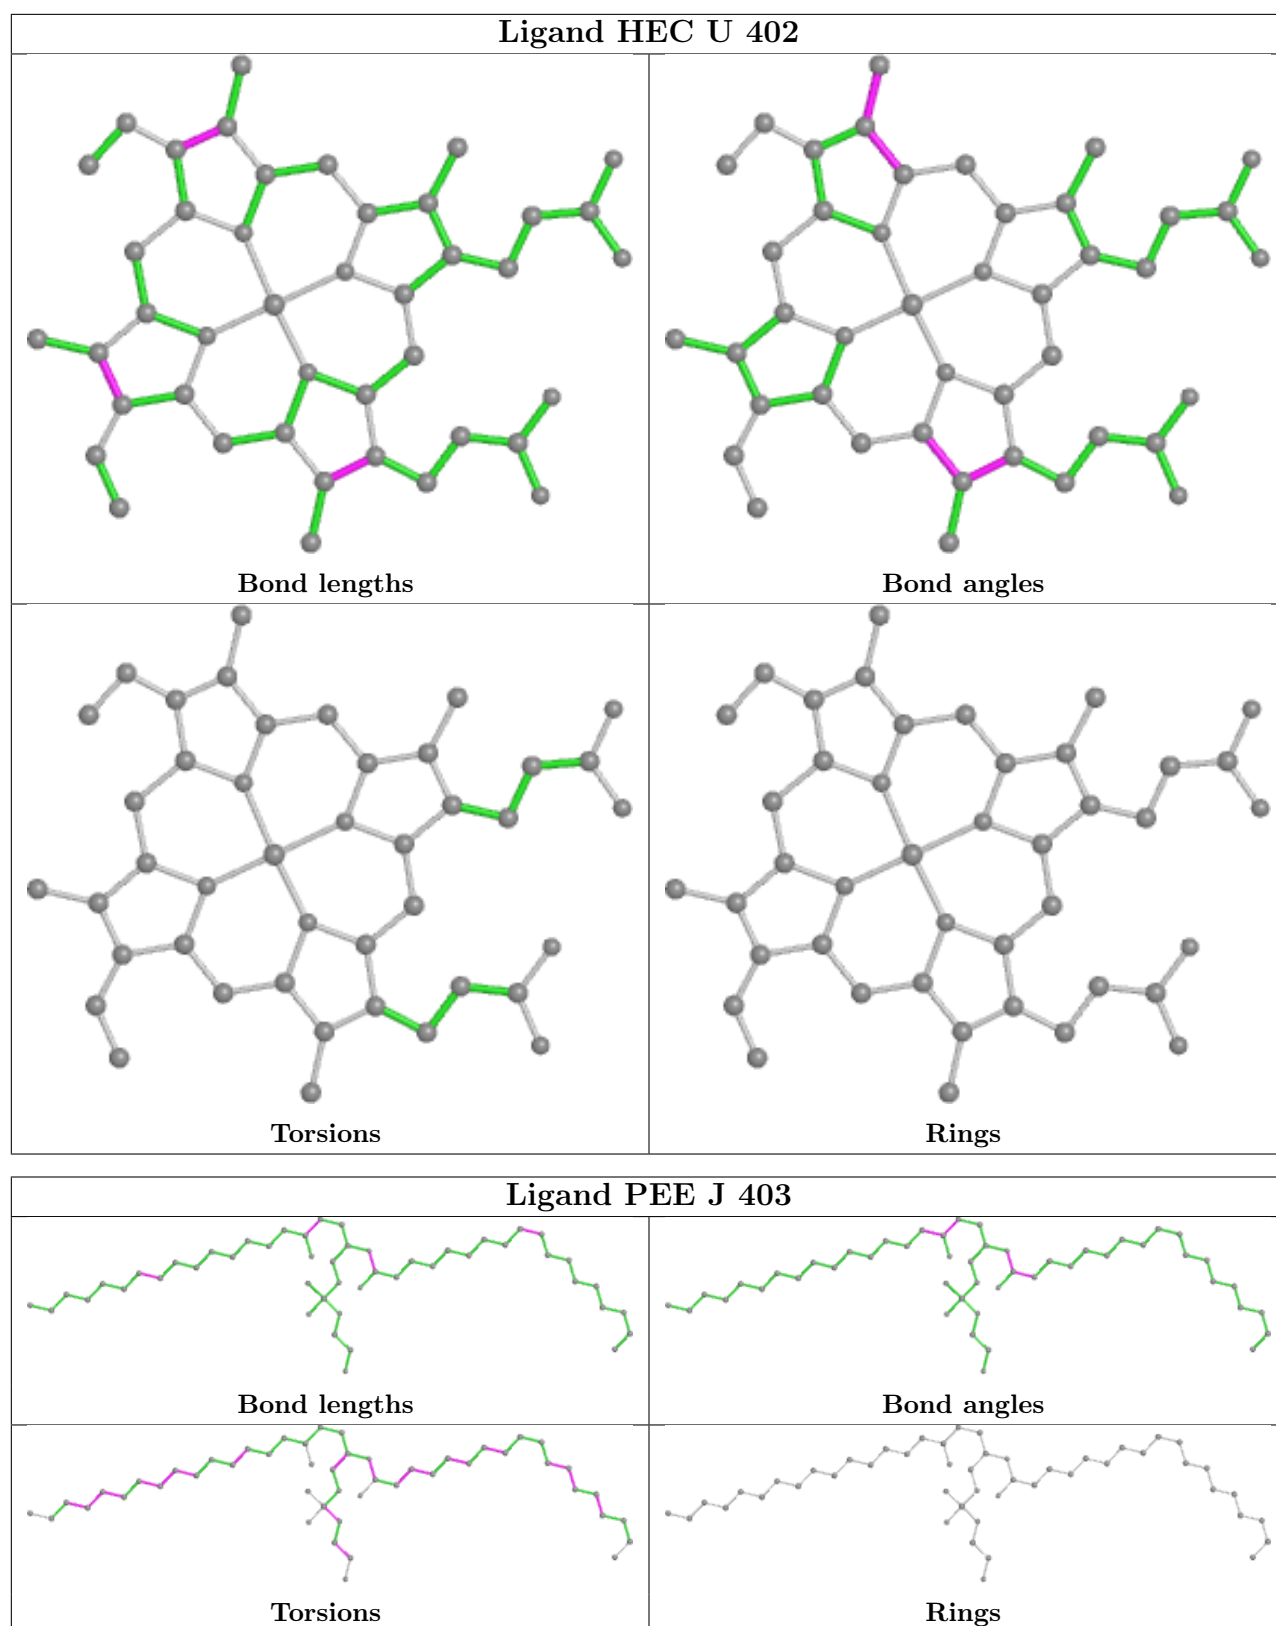 Ligand HEC U 402
Bond lengths
Bond angles
Torsions
Rings
Ligand PEE J 403
Bond lengths
Bond angles
Torsions
Rings